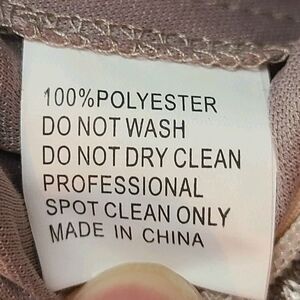 100%POLYESTER
DO NOT WASH
DO NOT DRY CLEAN
PROFESSIONAL
SPOT CLEAN ONLY
MADE IN CHINA